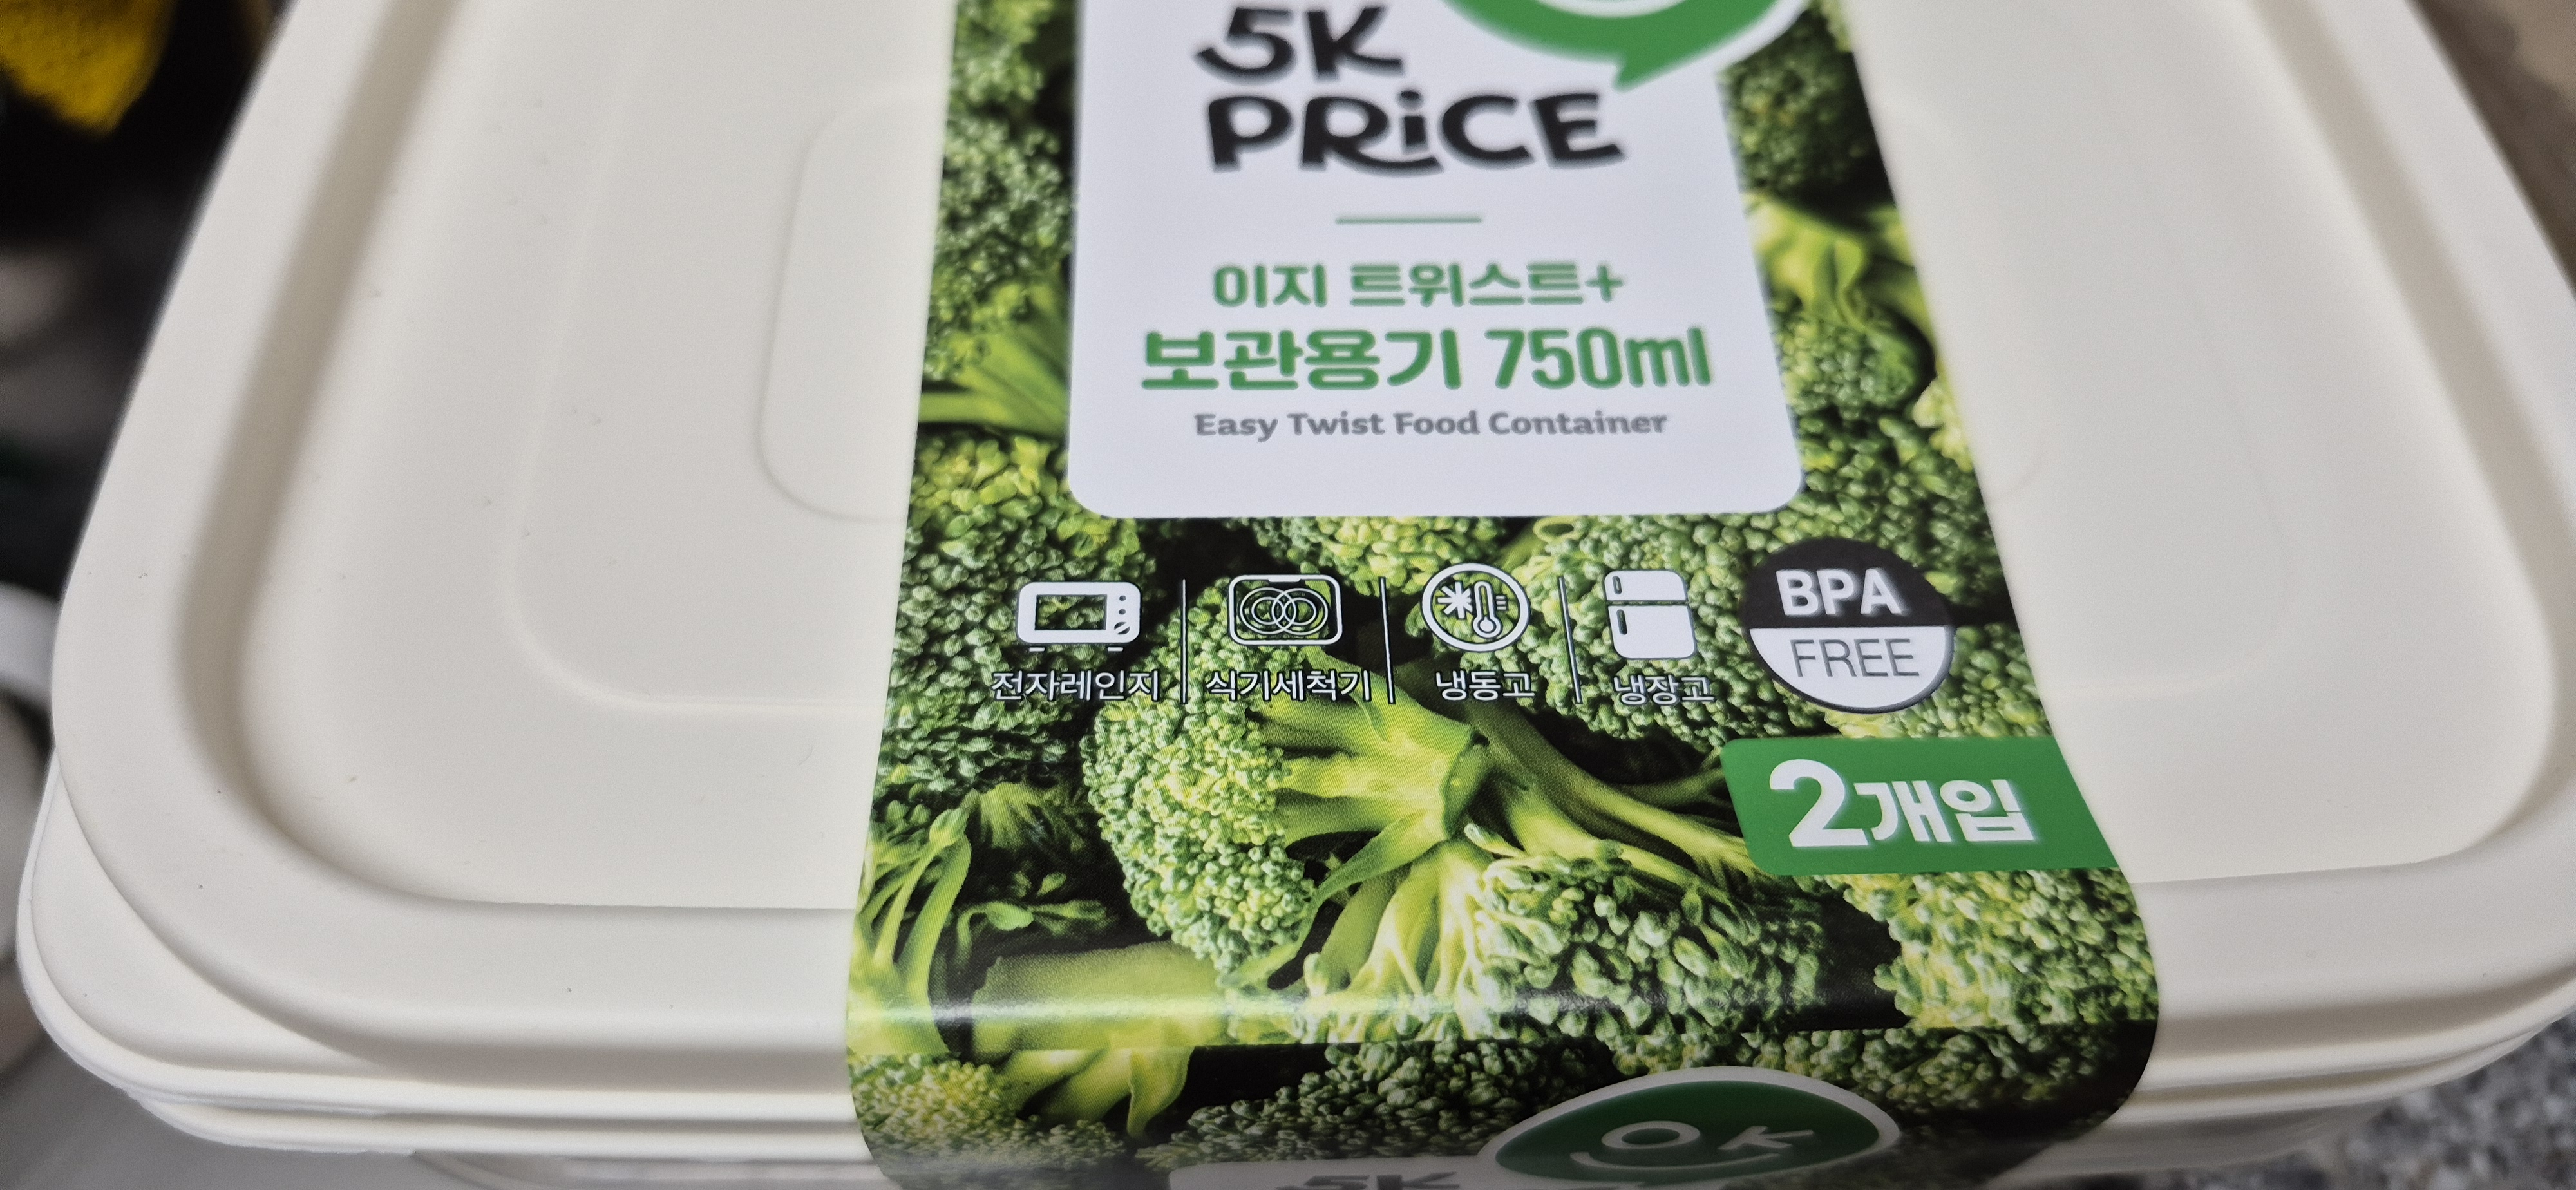 5K
PRiCE
이지 트위스트+
보관용기 750ml
Easy Twist Food Container
전자레인지 식기세척기 냉동고 냉장고
BPA
FREE
2개입
OK
5K